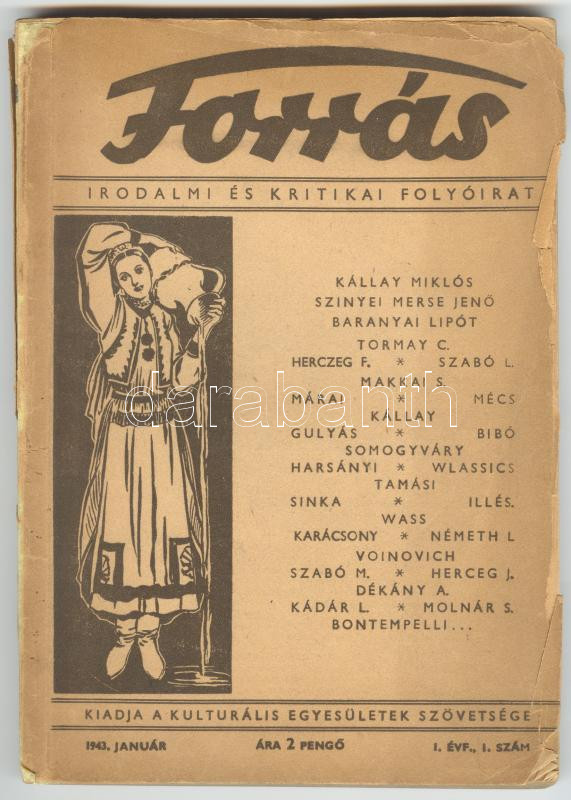 Forrás
IRODALMI ÉS KRITIKAI FOLYÓIRAT
KÁLLAY MIKLÓS
SZINYEI MERSE JENŐ
BARANYAI LIPÓT
TORMAY C.
HERCZEG F. * SZABÓ L.
MAKKAI S.
MÁRAI * MÉCS
KÁLLAY
GULYÁS * BIBÓ
SOMOGYVÁRY
HARSÁNYI * WLASSICS
TAMÁSI
SINKA * ILLÉS.
WASS
KARÁCSONY * NÉMETH L
VOINOVICH
SZABÓ M. * HERCEG J.
DÉKÁNY A.
KÁDÁR L. * MOLNÁR S.
BONTEMPELLI...
KIADJA A KULTURÁLIS EGYESÜLETEK SZÖVETSÉGE
1943. JANUÁR ÁRA 2 PENGŐ I. ÉVF., 1. SZÁM
darabanth